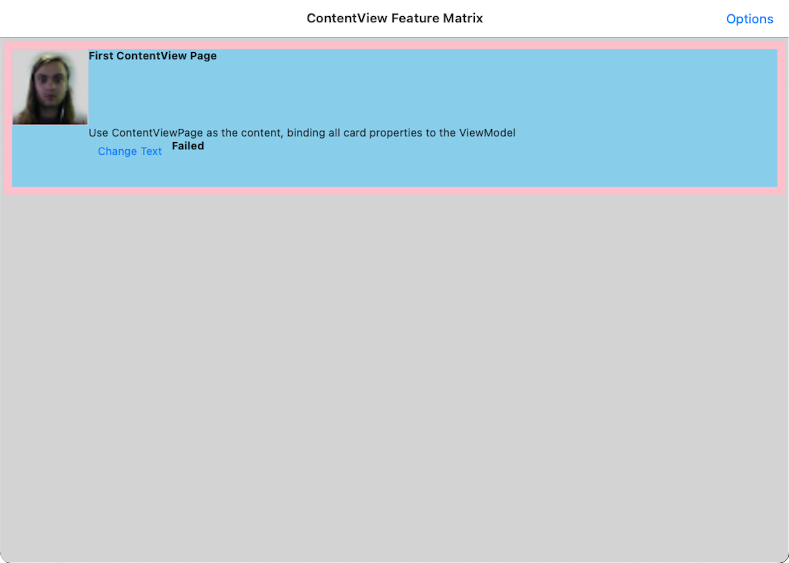 ContentView Feature Matrix
Options
First ContentView Page
Use ContentViewPage as the content, binding all card properties to the ViewModel
Change Text
Failed